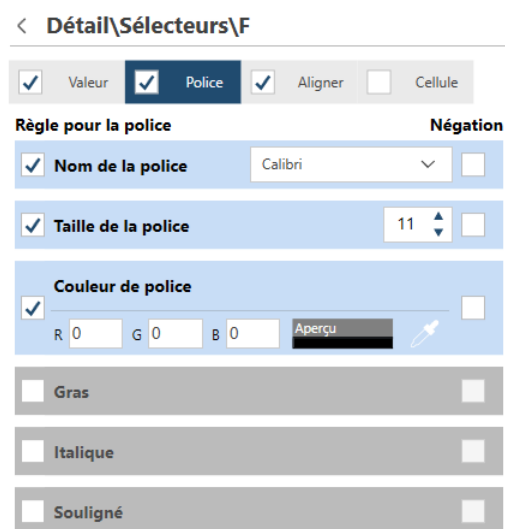 < Détail\Sélecteurs\F
Valeur Police Aligner Cellule
Règle pour la police Négation
Nom de la police Calibri
Taille de la police 11
Couleur de police
R 0 G 0 B 0 Aperçu
Gras
Italique
Souligné